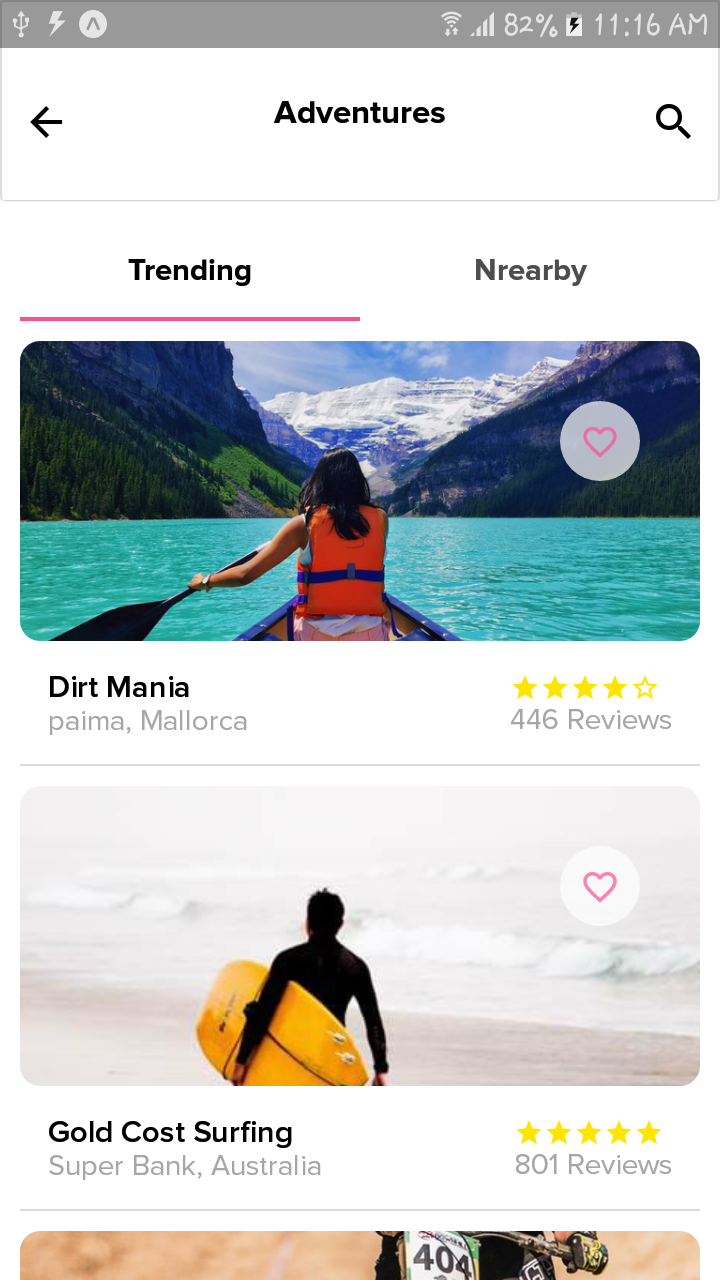 82% 11:16 AM
Adventures
Trending Nrearby
Dirt Mania
paima, Mallorca
446 Reviews
Gold Cost Surfing
Super Bank, Australia
801 Reviews
404